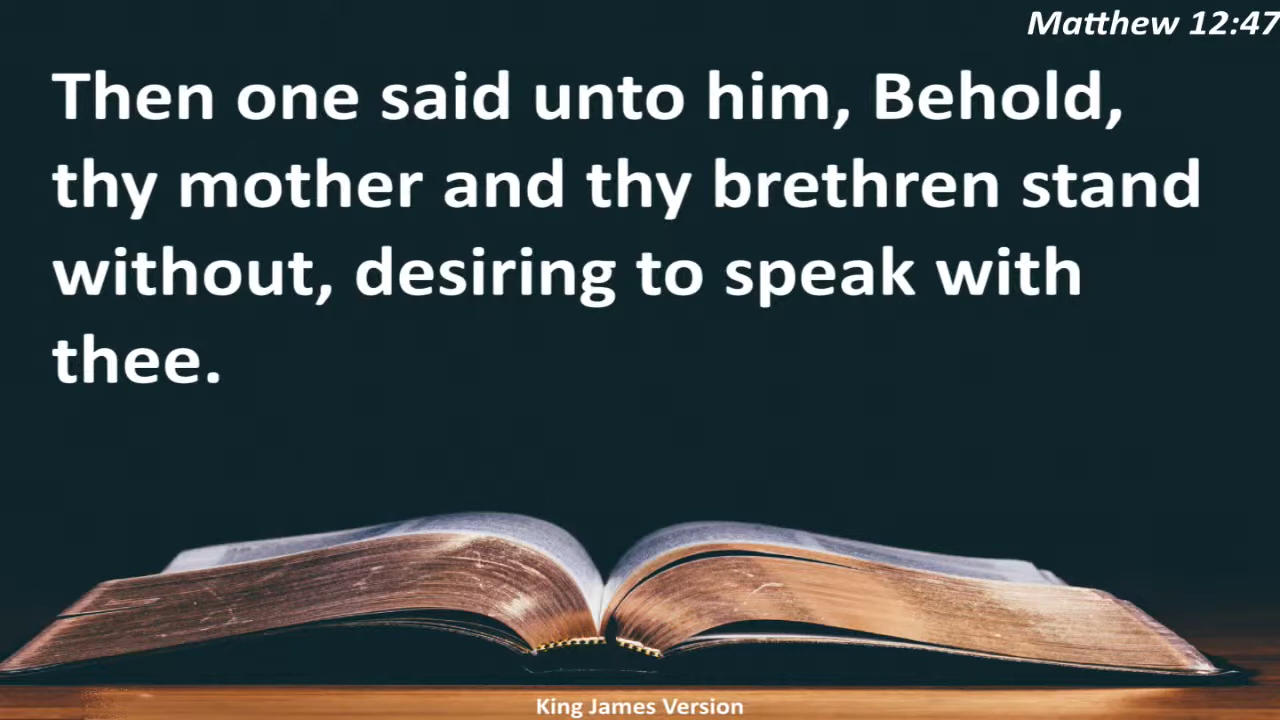 Matthew 12:47
Then one said unto him, Behold,
thy mother and thy brethren stand
without, desiring to speak with
thee.
King James Version